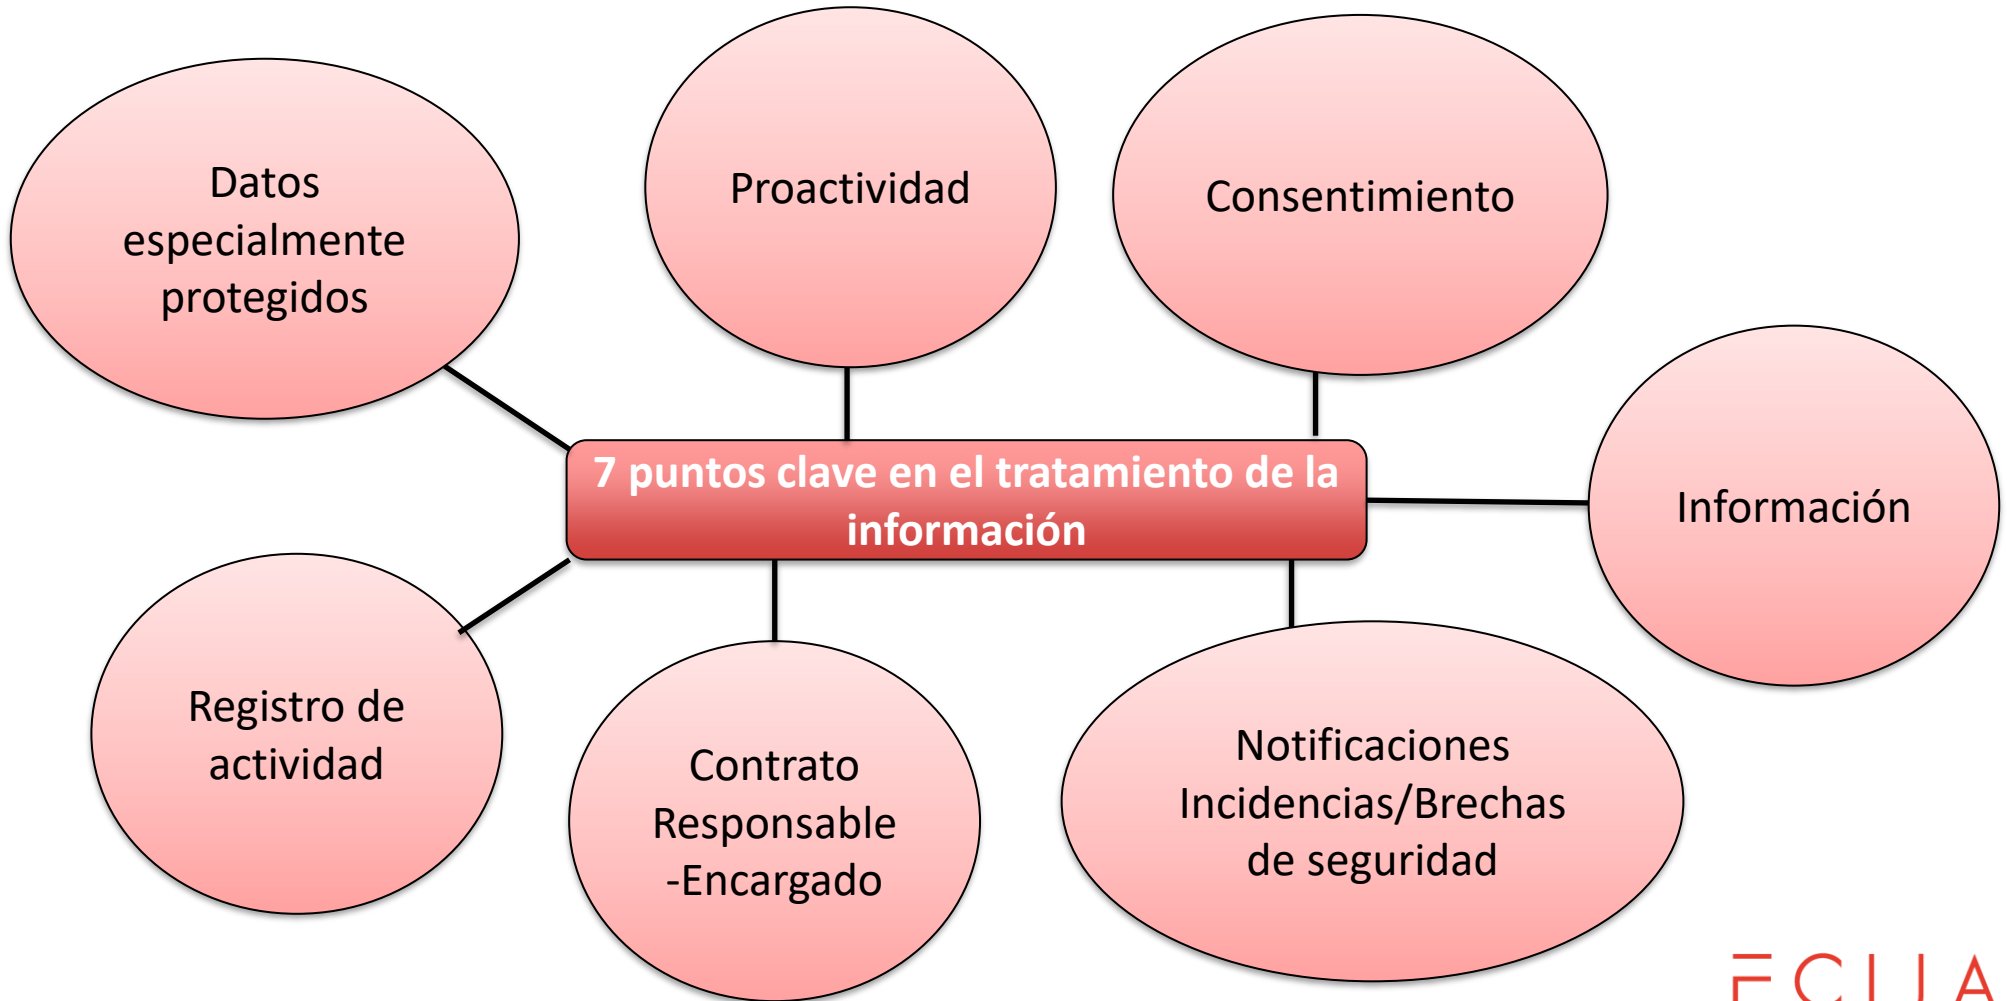 Datos
especialmente
protegidos
Proactividad
Consentimiento
7 puntos clave en el tratamiento de la
información
Información
Registro de
actividad
Contrato
Responsable
-Encargado
Notificaciones
Incidencias/Brechas
de seguridad
ECIJA